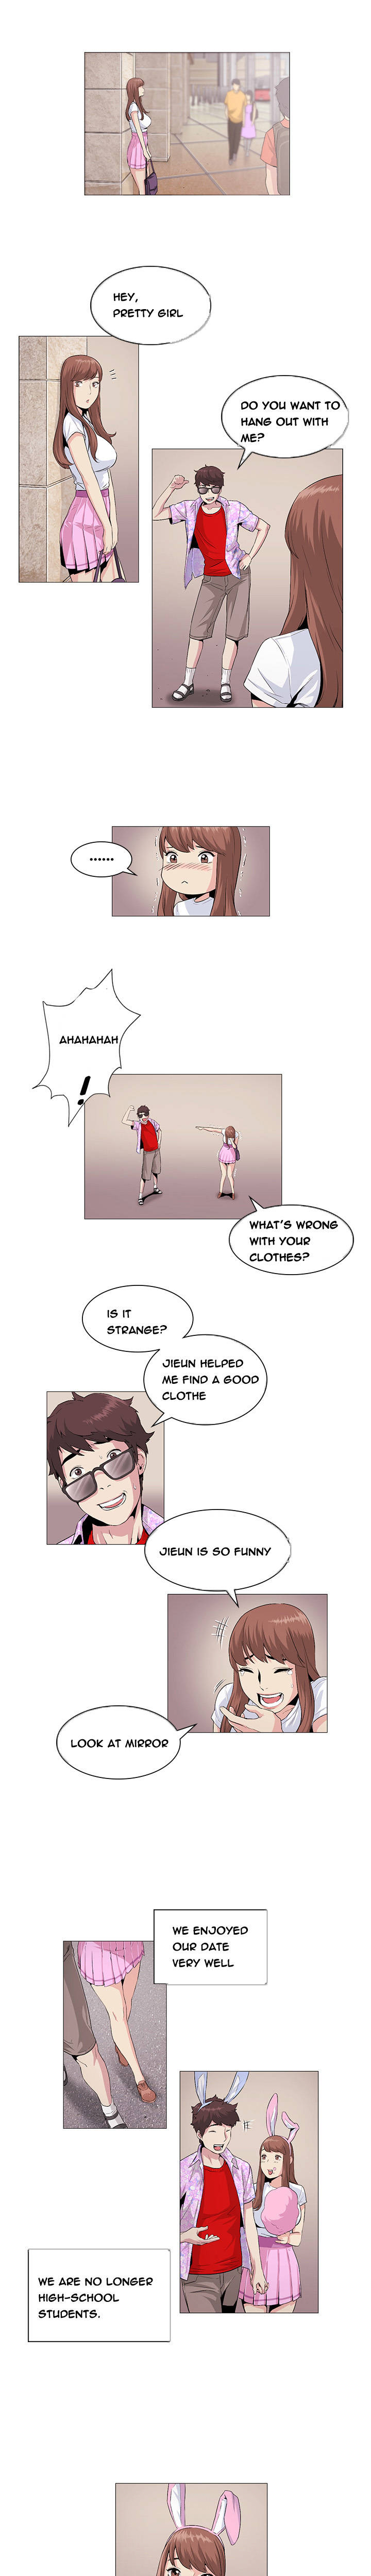 HEY,
PRETTY GIRL
DO YOU WANT TO
HANG OUT WITH
ME?
......
AHAHAHAH
!
WHAT'S WRONG
WITH YOUR
CLOTHES?
IS IT
STRANGE?
JIEUN HELPED
ME FIND A GOOD
CLOTHE
JIEUN IS SO FUNNY
LOOK AT MIRROR
WE ENJOYED
OUR DATE
VERY WELL
WE ARE NO LONGER
HIGH-SCHOOL
STUDENTS.